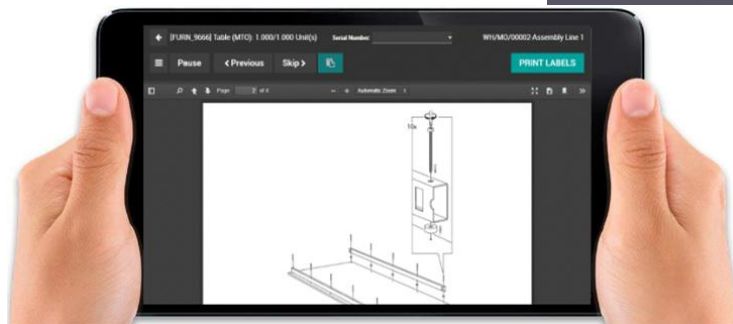 [FURN_9666] Table (MTO) 1.000/1.000 Unit(s) Serial Number: WH/MO/00002 Assembly Line 1
Pause Previous Skip PRINT LABELS
Page: 2 of 4 Automatic Zoom
10x